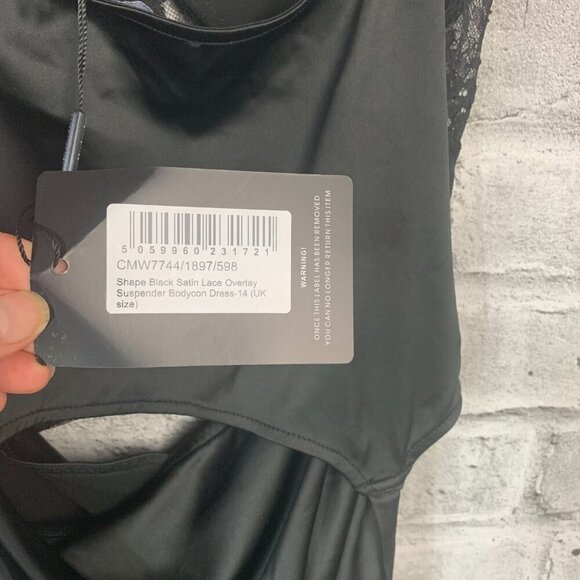 5 059960 231721
CMW7744/1897/598
Shape Black Satin Lace Overlay
Suspender Bodycon Dress-14 (UK
size)
WARNING!
ONCE THIS LABEL HAS BEEN REMOVED
YOU CAN NO LONGER RETURN THIS ITEM